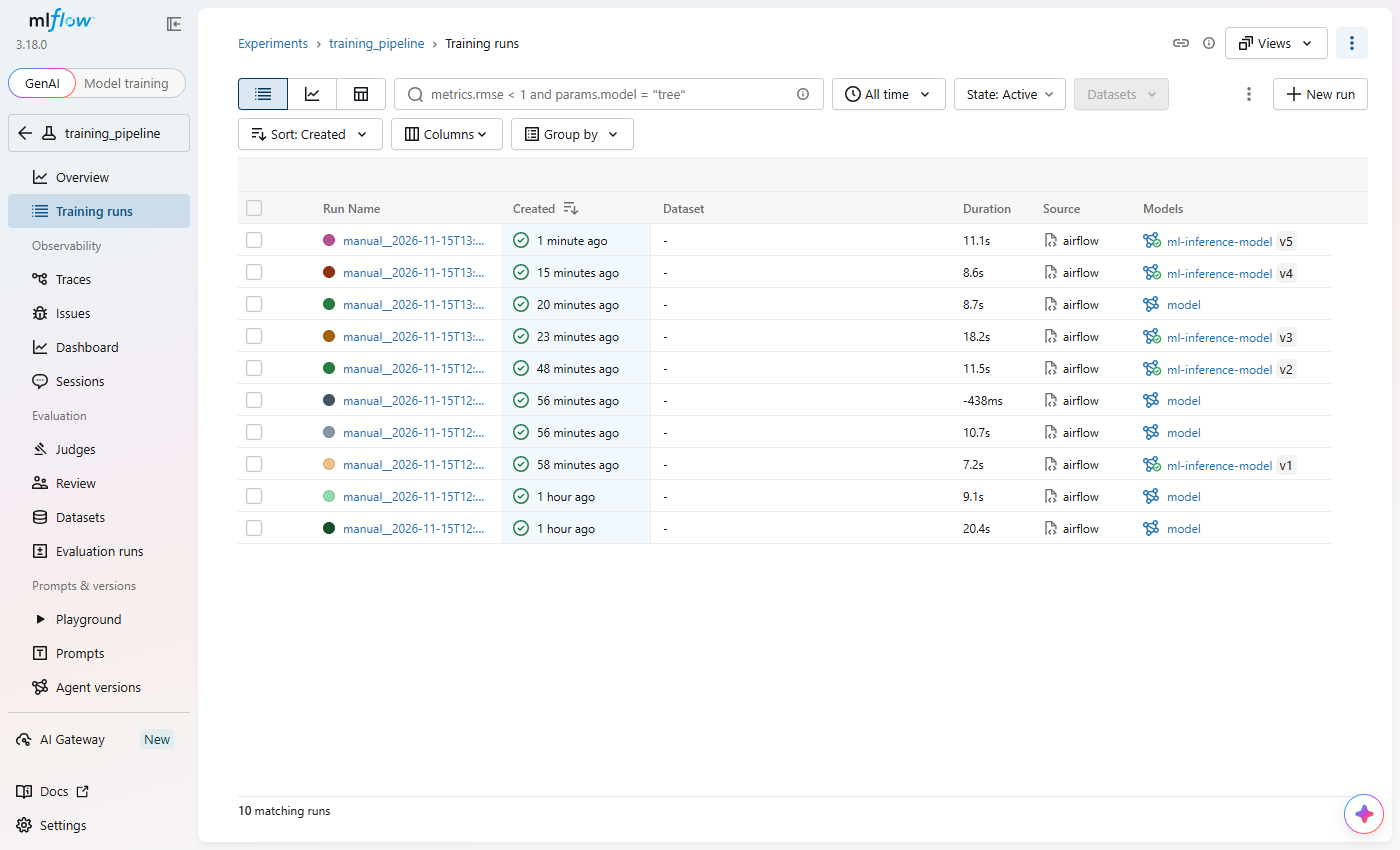 mlflow
3.18.0
GenAI
Model training
training_pipeline
Overview
Training runs
Observability
Traces
Issues
Dashboard
Sessions
Evaluation
Judges
Review
Datasets
Evaluation runs
Prompts & versions
Playground
Prompts
Agent versions
AI Gateway New
Docs
Settings
Experiments › training_pipeline › Training runs
Views
metrics.rmse < 1 and params.model = "tree"
All time
State: Active
Datasets
New run
Sort: Created
Columns
Group by
Run Name Created Dataset Duration Source Models
manual__2026-11-15T13:... 1 minute ago - 11.1s airflow ml-inference-model v5
manual__2026-11-15T13:... 15 minutes ago - 8.6s airflow ml-inference-model v4
manual__2026-11-15T13:... 20 minutes ago - 8.7s airflow model
manual__2026-11-15T13:... 23 minutes ago - 18.2s airflow ml-inference-model v3
manual__2026-11-15T12:... 48 minutes ago - 11.5s airflow ml-inference-model v2
manual__2026-11-15T12:... 56 minutes ago - -438ms airflow model
manual__2026-11-15T12:... 56 minutes ago - 10.7s airflow model
manual__2026-11-15T12:... 58 minutes ago - 7.2s airflow ml-inference-model v1
manual__2026-11-15T12:... 1 hour ago - 9.1s airflow model
manual__2026-11-15T12:... 1 hour ago - 20.4s airflow model
10 matching runs